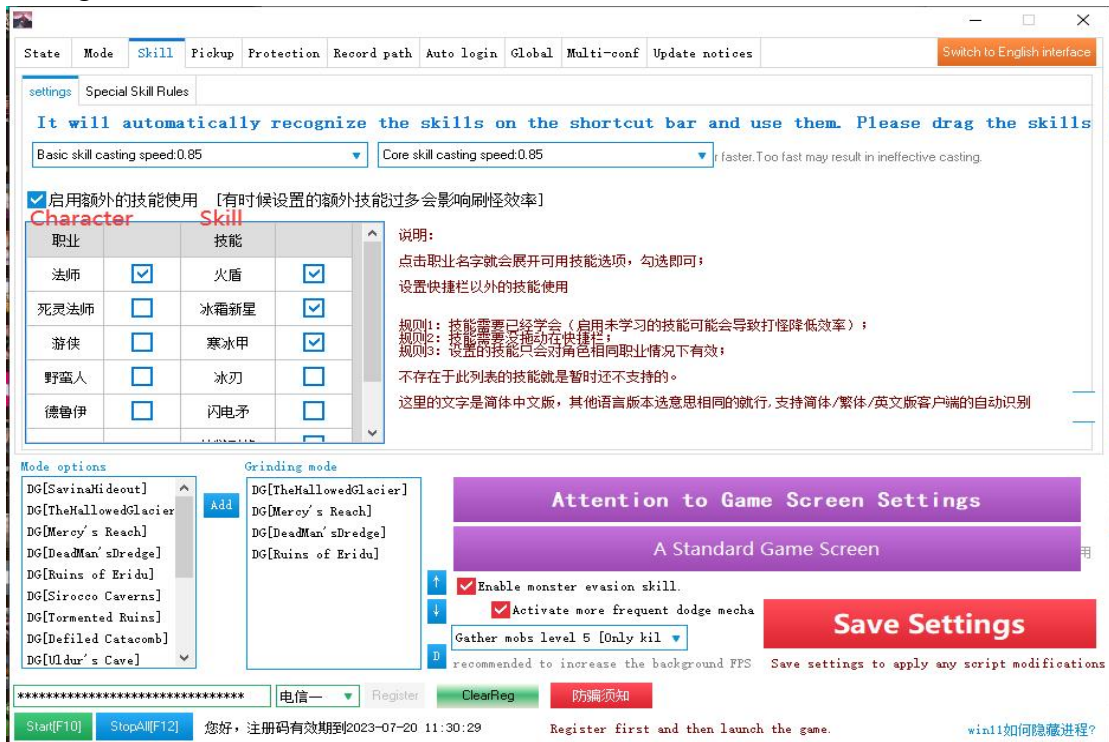 State Mode Skill Pickup Protection Record path Auto login Global Multi-conf Update notices Switch to English interface
settings Special Skill Rules
It will automatically recognize the skills on the shortcut bar and use them. Please drag the skills
Basic skill casting speed:0.85 Core skill casting speed:0.85 r faster.Too fast may result in ineffective casting.
启用额外的技能使用 [有时候设置的额外技能过多会影响刷怪效率]
Character Skill
职业 技能
法师 火盾
死灵法师 冰霜新星
游侠 寒冰甲
野蛮人 冰刃
德鲁伊 闪电矛
说明:
点击职业名字就会展开可用技能选项，勾选即可;
设置快捷栏以外的技能使用
规则1: 技能需要已经学会（启用未学习的技能可能会导致打怪降低效率）;
规则2: 技能需要没拖动在快捷栏;
规则3: 设置的技能只会对角色相同职业情况下有效;
不存在于此列表的技能就是暂时还不支持的。
这里的文字是简体中文版，其他语言版本选意思相同的就行,支持简体/繁体/英文版客户端的自动识别
Mode options
DG[SavinaHideout]
DG[TheHallowedGlacier
DG[Mercy's Reach]
DG[DeadMan'sDredge]
DG[Ruins of Eridu]
DG[Sirocco Caverns]
DG[Tormented Ruins]
DG[Defiled Catacomb]
DG[Uldur's Cave]
Add
Grinding mode
DG[TheHallowedGlacier]
DG[Mercy's Reach]
DG[DeadMan'sDredge]
DG[Ruins of Eridu]
↑
↓
D
Attention to Game Screen Settings
A Standard Game Screen
用
Enable monster evasion skill.
Activate more frequent dodge mecha
Gather mobs level 5 [Only kil
recommended to increase the background FPS
Save Settings
Save settings to apply any script modifications
********************************** 电信一 Register ClearReg 防骗须知
Start[F10] StopAll[F12] 您好，注册码有效期到2023-07-20 11:30:29 Register first and then launch the game. win11如何隐藏进程?